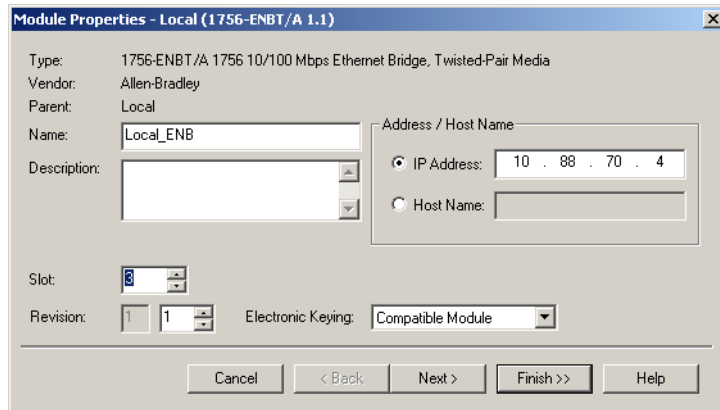 Module Properties - Local (1756-ENBT/A 1.1)
Type: 1756-ENBT/A 1756 10/100 Mbps Ethernet Bridge, Twisted-Pair Media
Vendor: Allen-Bradley
Parent: Local
Name: Local_ENB
Address / Host Name
Description:
IP Address: 10 . 88 . 70 . 4
Host Name:
Slot: 3
Revision: 1 1 Electronic Keying: Compatible Module
Cancel < Back Next > Finish >> Help